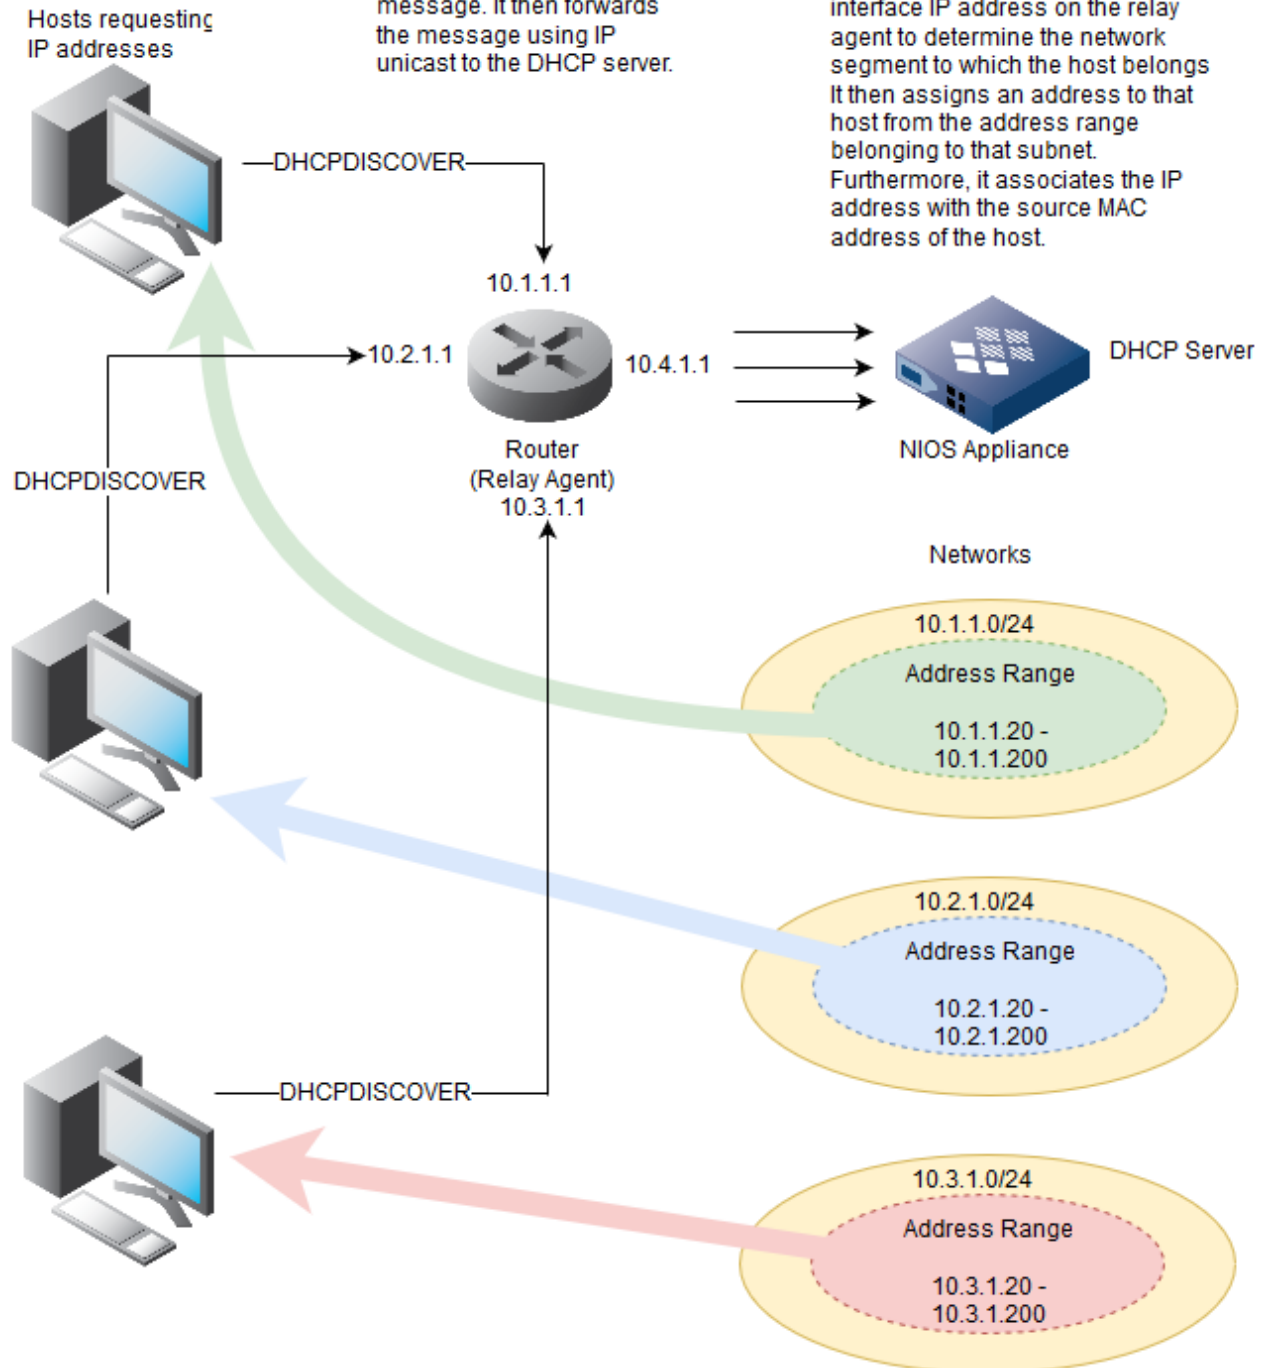 Hosts requesting
IP addresses
message. It then forwards
the message using IP
unicast to the DHCP server.
interface IP address on the relay
agent to determine the network
segment to which the host belongs
It then assigns an address to that
host from the address range
belonging to that subnet.
Furthermore, it associates the IP
address with the source MAC
address of the host.
DHCPDISCOVER
10.1.1.1
10.2.1.1
10.4.1.1
DHCP Server
Router
(Relay Agent)
10.3.1.1
NIOS Appliance
DHCPDISCOVER
Networks
10.1.1.0/24
Address Range
10.1.1.20 -
10.1.1.200
10.2.1.0/24
Address Range
10.2.1.20 -
10.2.1.200
DHCPDISCOVER
10.3.1.0/24
Address Range
10.3.1.20 -
10.3.1.200